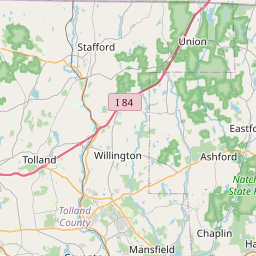 Union
Stafford
I 84
Eastfo
Willington
Ashford
Tolland
Natch
State F
Tolland
County
Chaplin
Mansfield